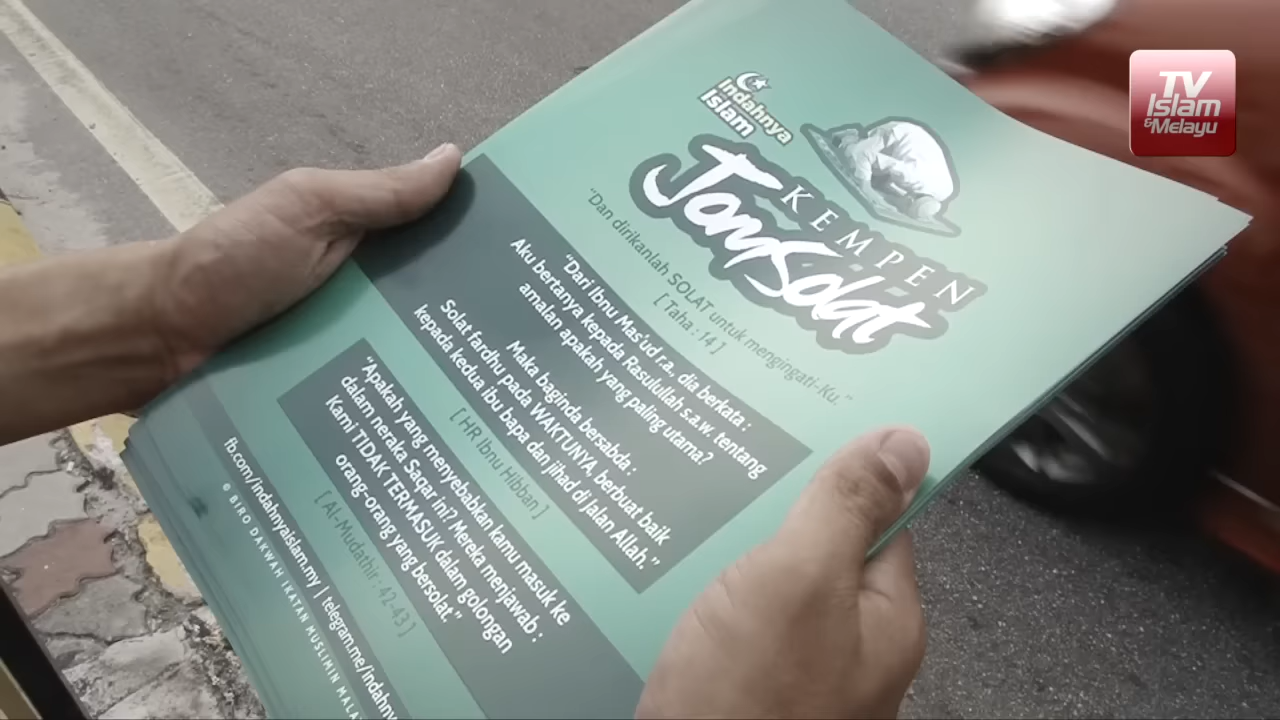 TV
Islam
&Melayu
Indahnya
Islam
KEMPEN
Jom Solat
"Dan dirikanlah SOLAT untuk mengingati-Ku."
[ Taha : 14 ]
"Dari Ibnu Mas'ud r.a., dia berkata :
Aku bertanya kepada Rasulullah s.a.w. tentang
amalan apakah yang paling utama?
Maka baginda bersabda :
Solat fardhu pada WAKTUNYA, berbuat baik
kepada kedua ibu bapa dan jihad di jalan Allah."
[ HR Ibnu Hibban ]
"Apakah yang menyebabkan kamu masuk ke
dalam neraka Saqar ini? Mereka menjawab :
Kami TIDAK TERMASUK dalam golongan
orang-orang yang bersolat."
[ Al-Mudathir : 42-43 ]
fb.com/indahnyaislam.my | telegram.me/indahny
© BIRO DAKWAH IKATAN MUSLIMIN MALA